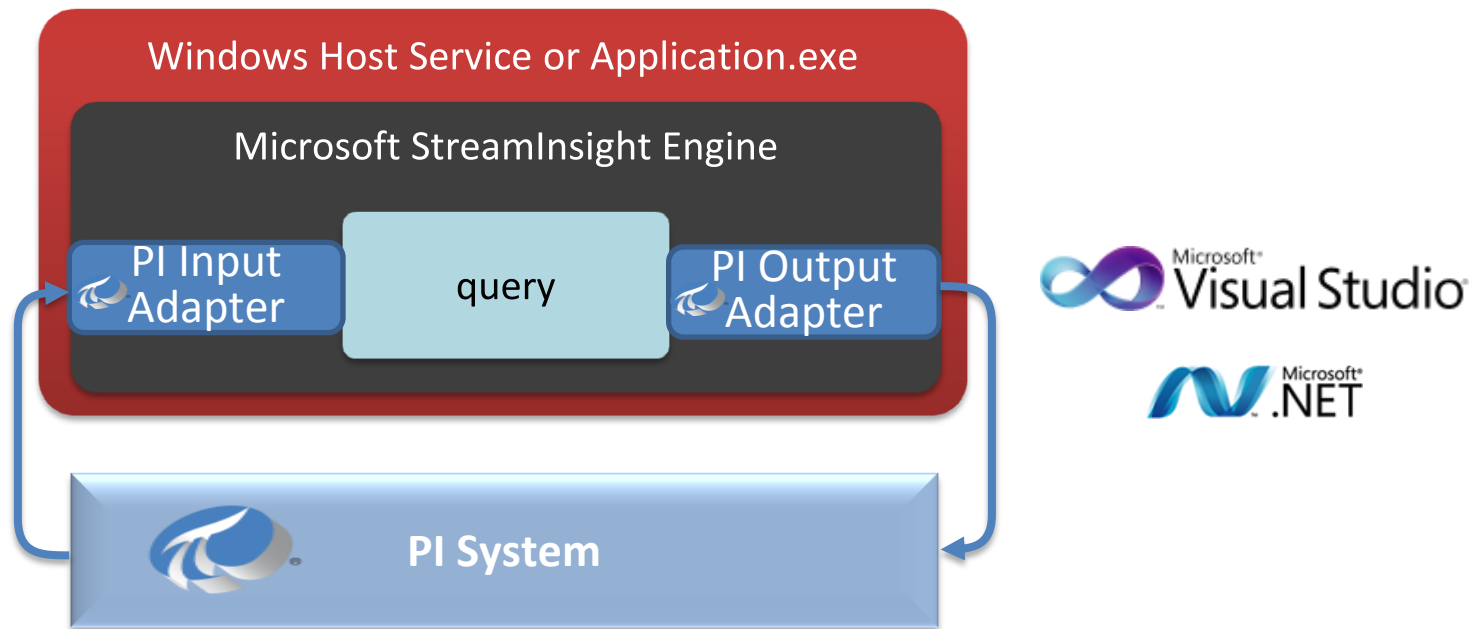 Windows Host Service or Application.exe
Microsoft StreamInsight Engine
PI Input
Adapter
query
PI Output
Adapter
Microsoft®
Visual Studio®
Microsoft®
.NET
PI System